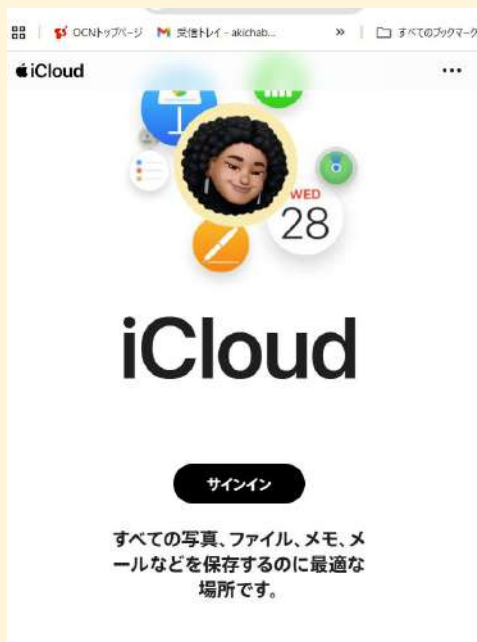 OCNトップページ 受信トレイ - akichab... » すべてのブックマーク
iCloud
WED
28
iCloud
サインイン
すべての写真、ファイル、メモ、メ
ールなどを保存するのに最適な
場所です。